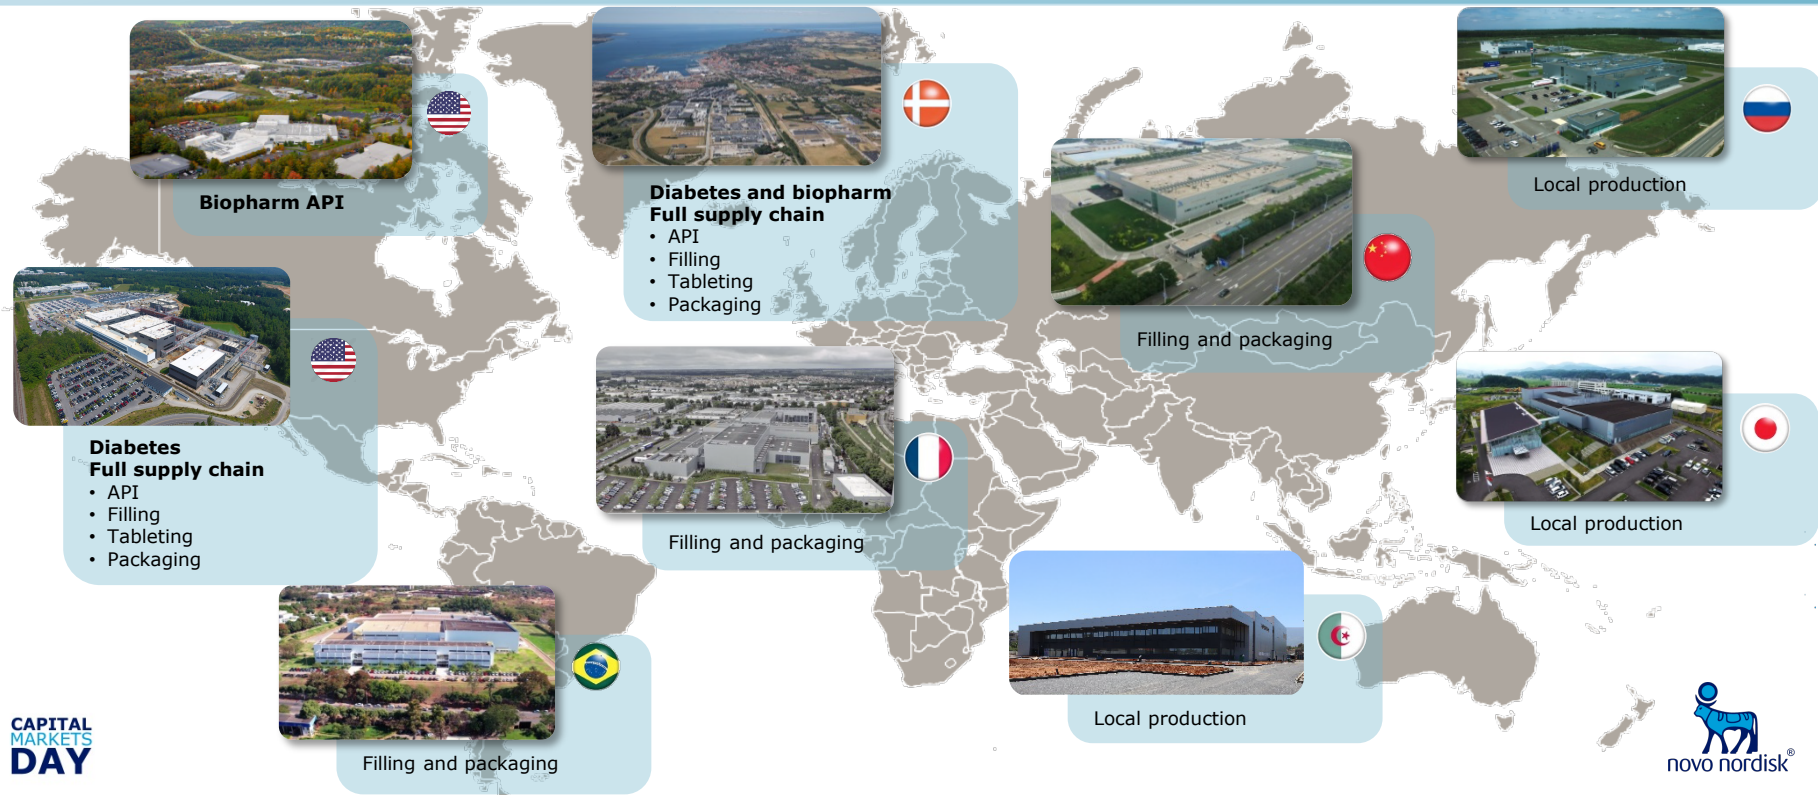 Biopharm API
Diabetes and biopharm
Full supply chain
• API
• Filling
• Tableting
• Packaging
Local production
Filling and packaging
Diabetes
Full supply chain
• API
• Filling
• Tableting
• Packaging
Filling and packaging
Local production
Filling and packaging
Local production
CAPITAL
MARKETS
DAY
novo nordisk®